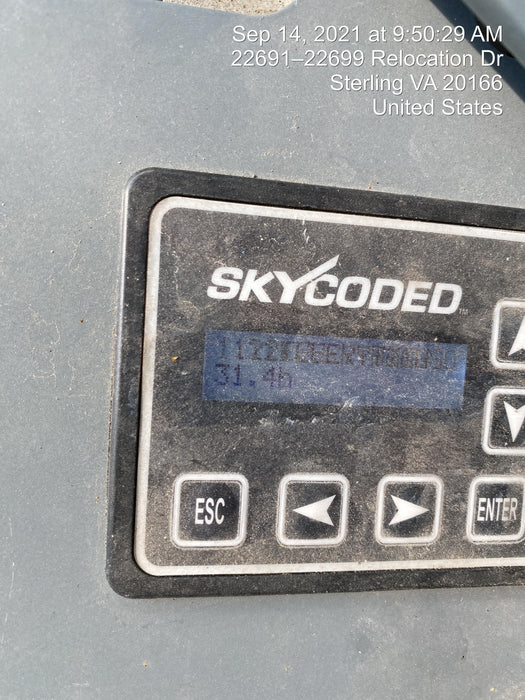 Sep 14, 2021 at 9:50:29 AM
22691–22699 Relocation Dr
Sterling VA 20166
United States
SKYCODED
31.4h
ESC
ENTER